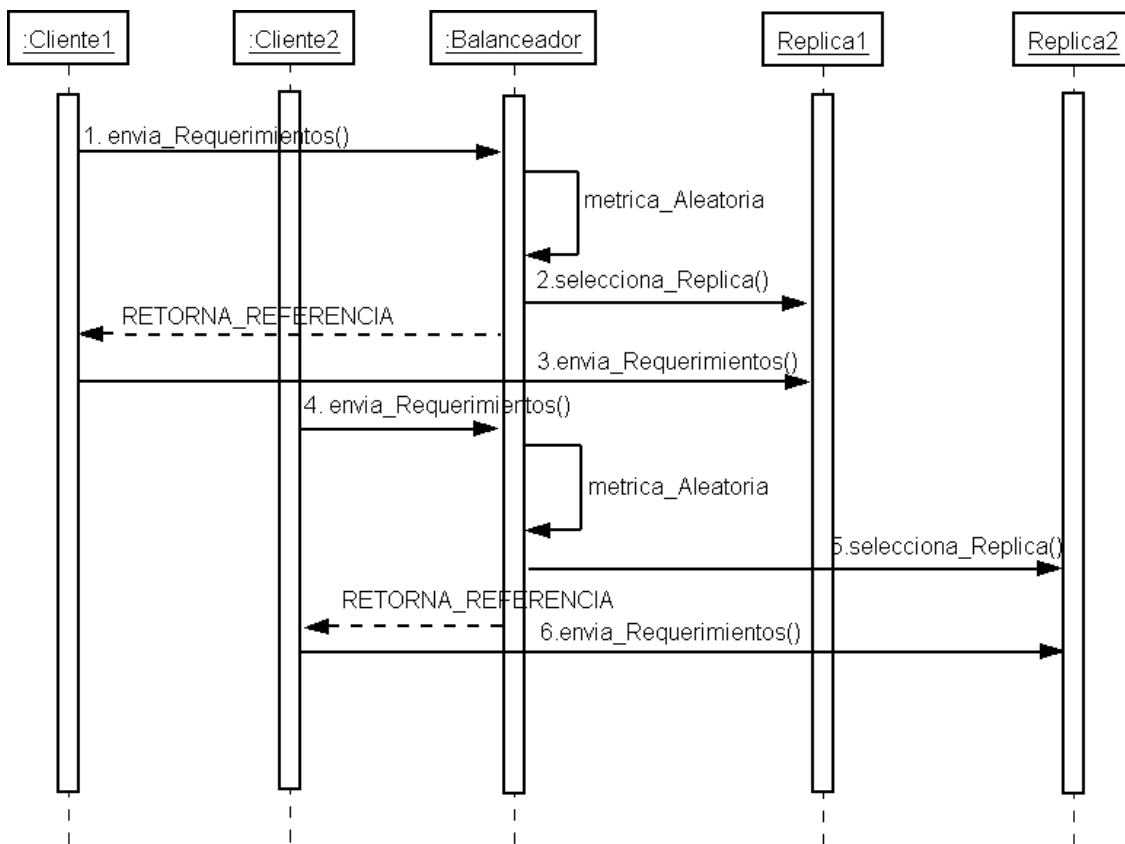 :Cliente1
:Cliente2
:Balanceador
Replica1
Replica2
1. envia_Requerimientos()
metrica_Aleatoria
2.selecciona_Replica()
RETORNA_REFERENCIA
3.envia_Requerimientos()
4. envia_Requerimientos()
metrica_Aleatoria
5.selecciona_Replica()
RETORNA_REFERENCIA
6.envia_Requerimientos()